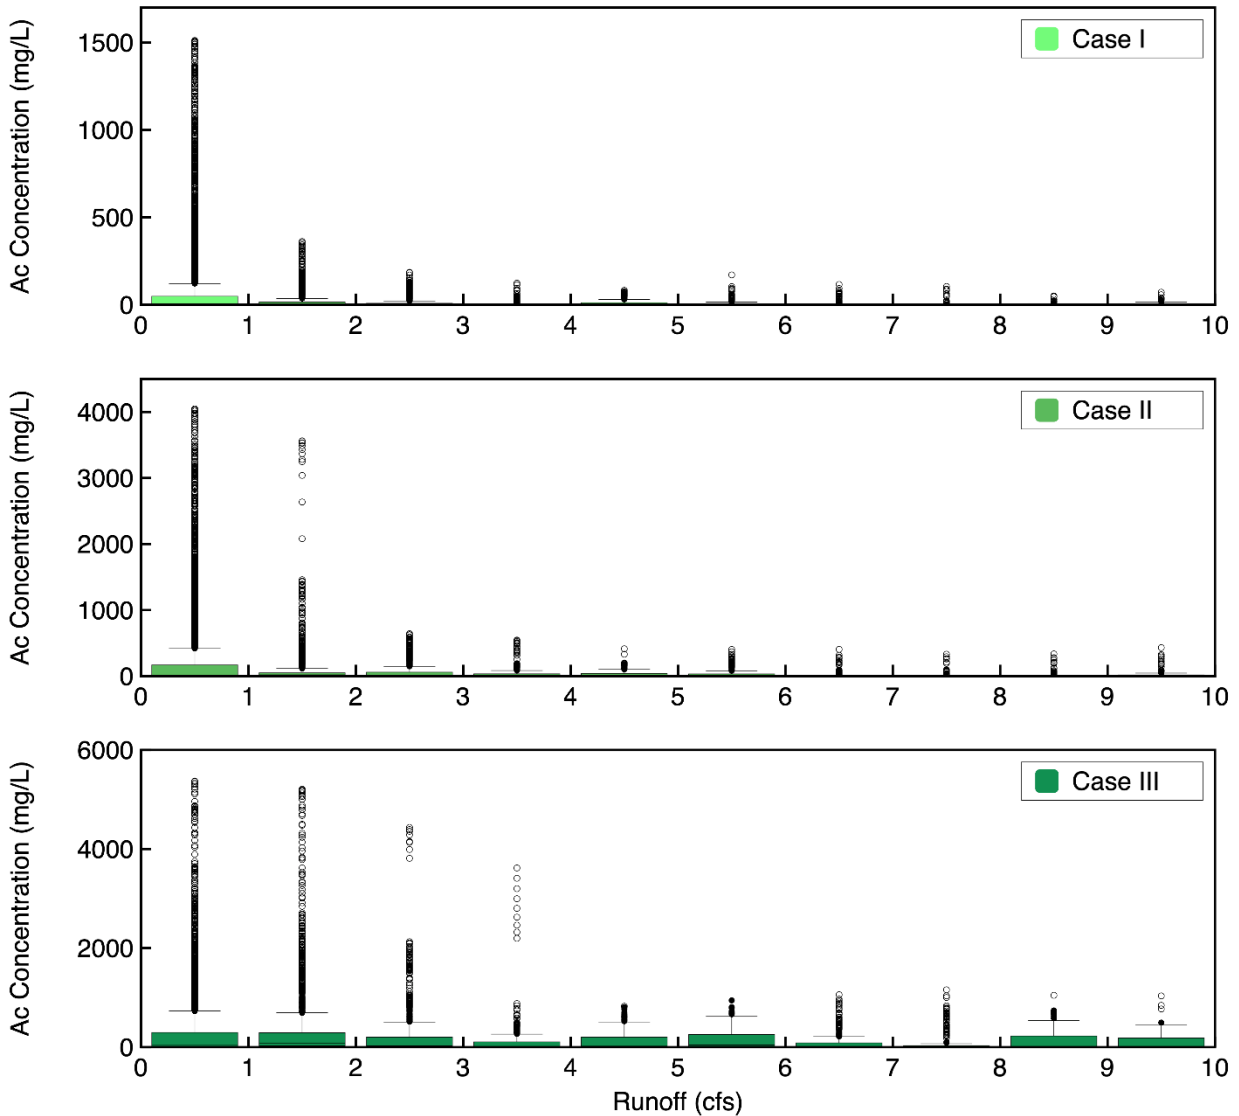 Ac Concentration (mg/L)
1500
1000
500
0
Case I
0 1 2 3 4 5 6 7 8 9 10
Ac Concentration (mg/L)
4000
3000
2000
1000
0
Case II
0 1 2 3 4 5 6 7 8 9 10
Ac Concentration (mg/L)
6000
4000
2000
0
Case III
0 1 2 3 4 5 6 7 8 9 10
Runoff (cfs)